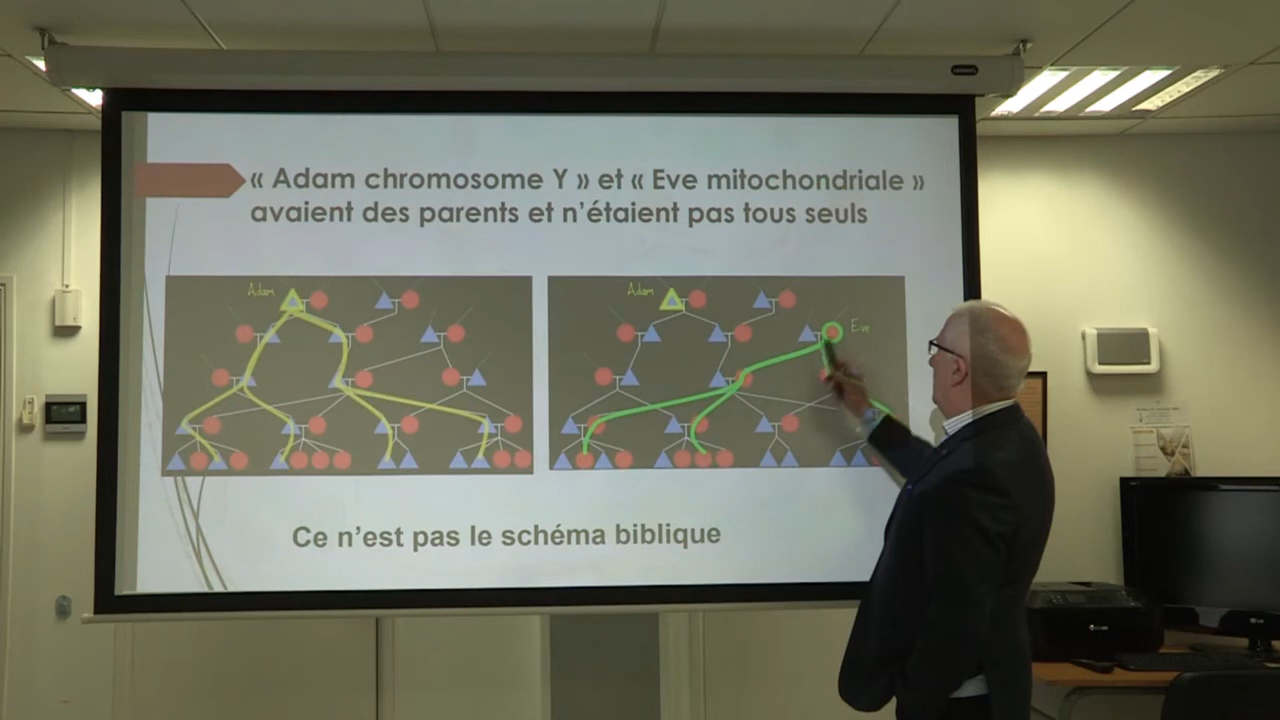 « Adam chromosome Y » et « Eve mitochondriale »
avaient des parents et n’étaient pas tous seuls
Adam
Adam
Eve
Ce n’est pas le schéma biblique